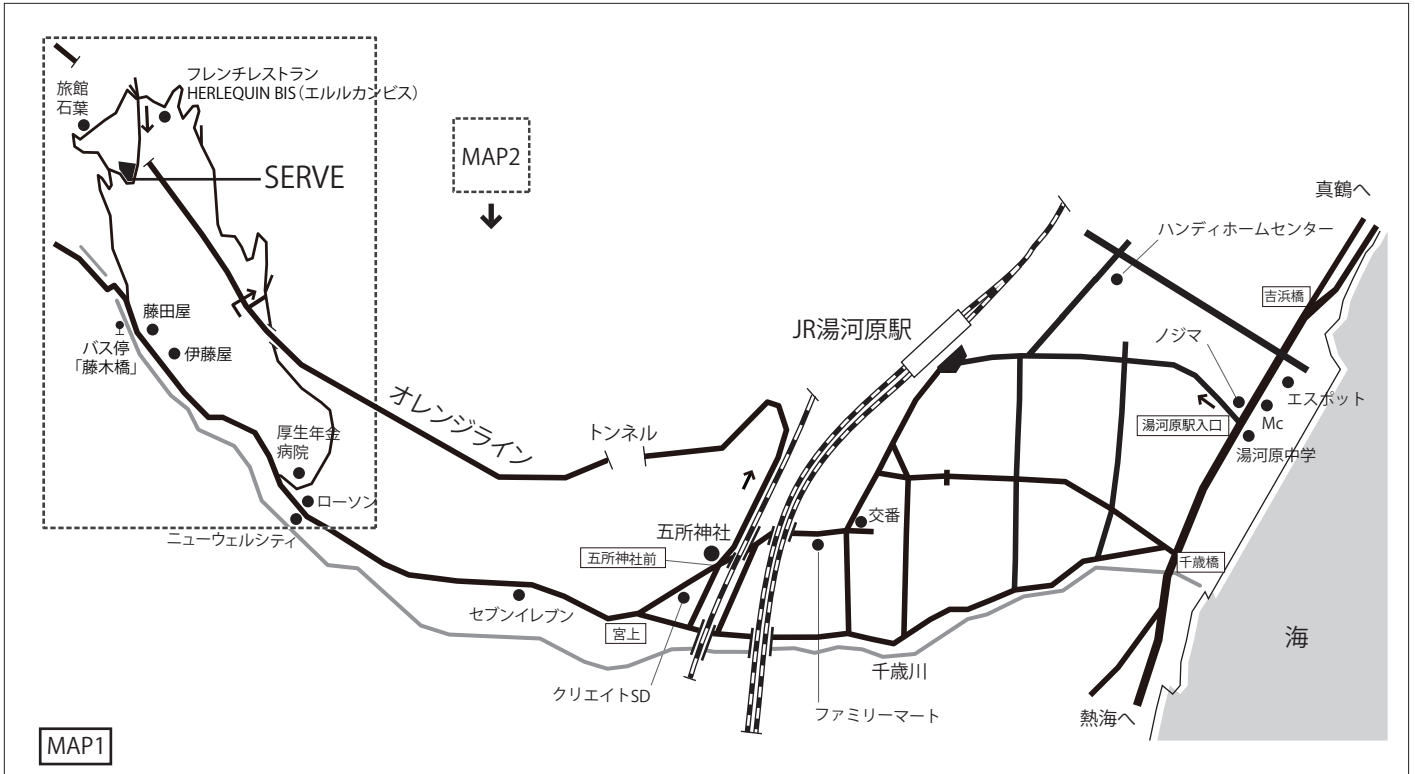 旅館
石葉
フレンチレストラン
HERLEQUIN BIS（エルルカンビス）
SERVE
MAP2
真鶴へ
ハンディホームセンター
吉浜橋
JR湯河原駅
ノジマ
エスポット
Mc
湯河原駅入口
湯河原中学
藤田屋
伊藤屋
バス停
「藤木橋」
オレンジライン
トンネル
厚生年金
病院
ローソン
ニューウェルシティ
交番
五所神社
五所神社前
千歳橋
セブンイレブン
宮上
海
千歳川
クリエイトSD
ファミリーマート
熱海へ
MAP1